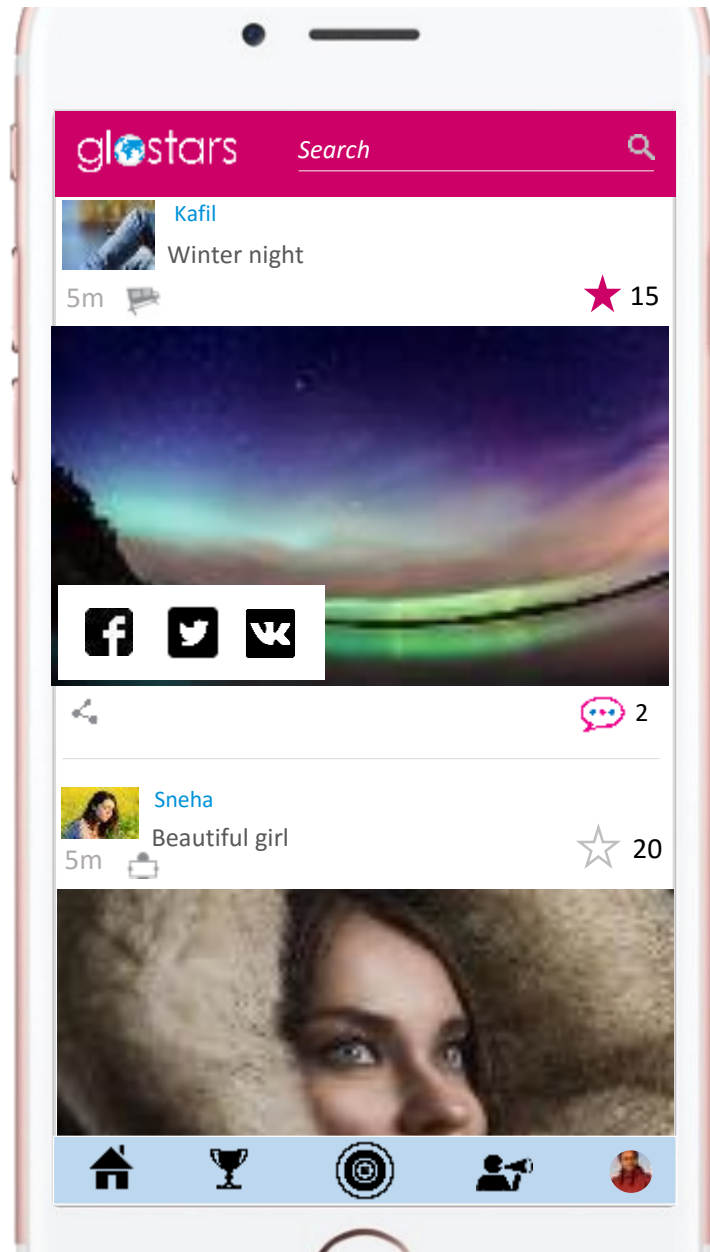 glostars
Search
Kafil
Winter night
5m
15
2
Sneha
Beautiful girl
5m
20